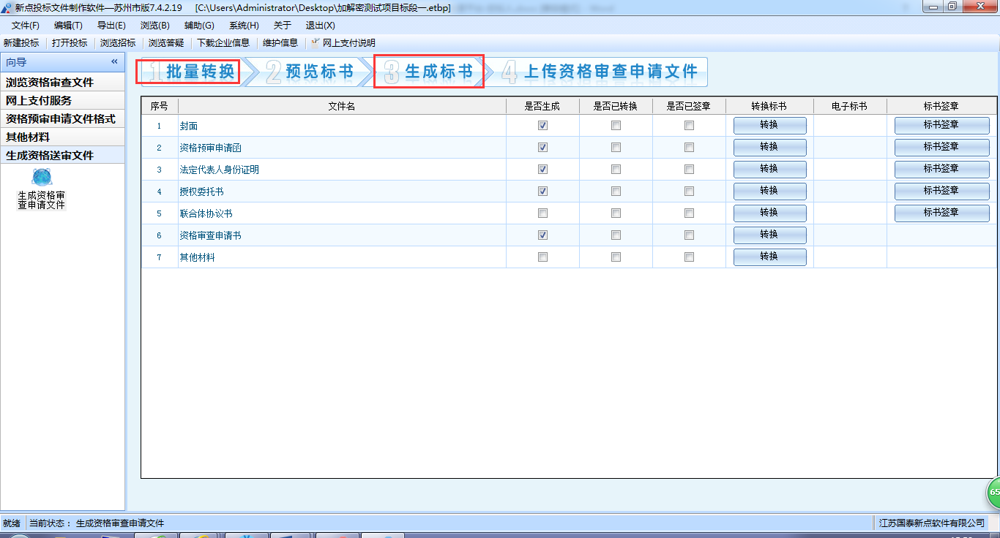 新点投标文件制作软件—苏州市版7.4.2.19 [C:\Users\Administrator\Desktop\加解密测试项目标段一.etbp]
文件(F) 编辑(T) 导出(E) 浏览(B) 辅助(G) 系统(H) 关于 退出(X)
新建投标 打开投标 浏览招标 浏览答疑 下载企业信息 维护信息 网上支付说明
向导 «
浏览资格审查文件
网上支付服务
资格预审申请文件格式
其他材料
生成资格送审文件
生成资格审
查申请文件
1 批量转换 2 预览标书 3 生成标书 4 上传资格审查申请文件
序号 文件名 是否生成 是否已转换 是否已签章 转换标书 电子标书 标书签章
1 封面 转换 标书签章
2 资格预审申请函 转换 标书签章
3 法定代表人身份证明 转换 标书签章
4 授权委托书 转换 标书签章
5 联合体协议书 转换 标书签章
6 资格审查申请书 转换
7 其他材料 转换
65
就绪 当前状态： 生成资格审查申请文件 江苏国泰新点软件有限公司